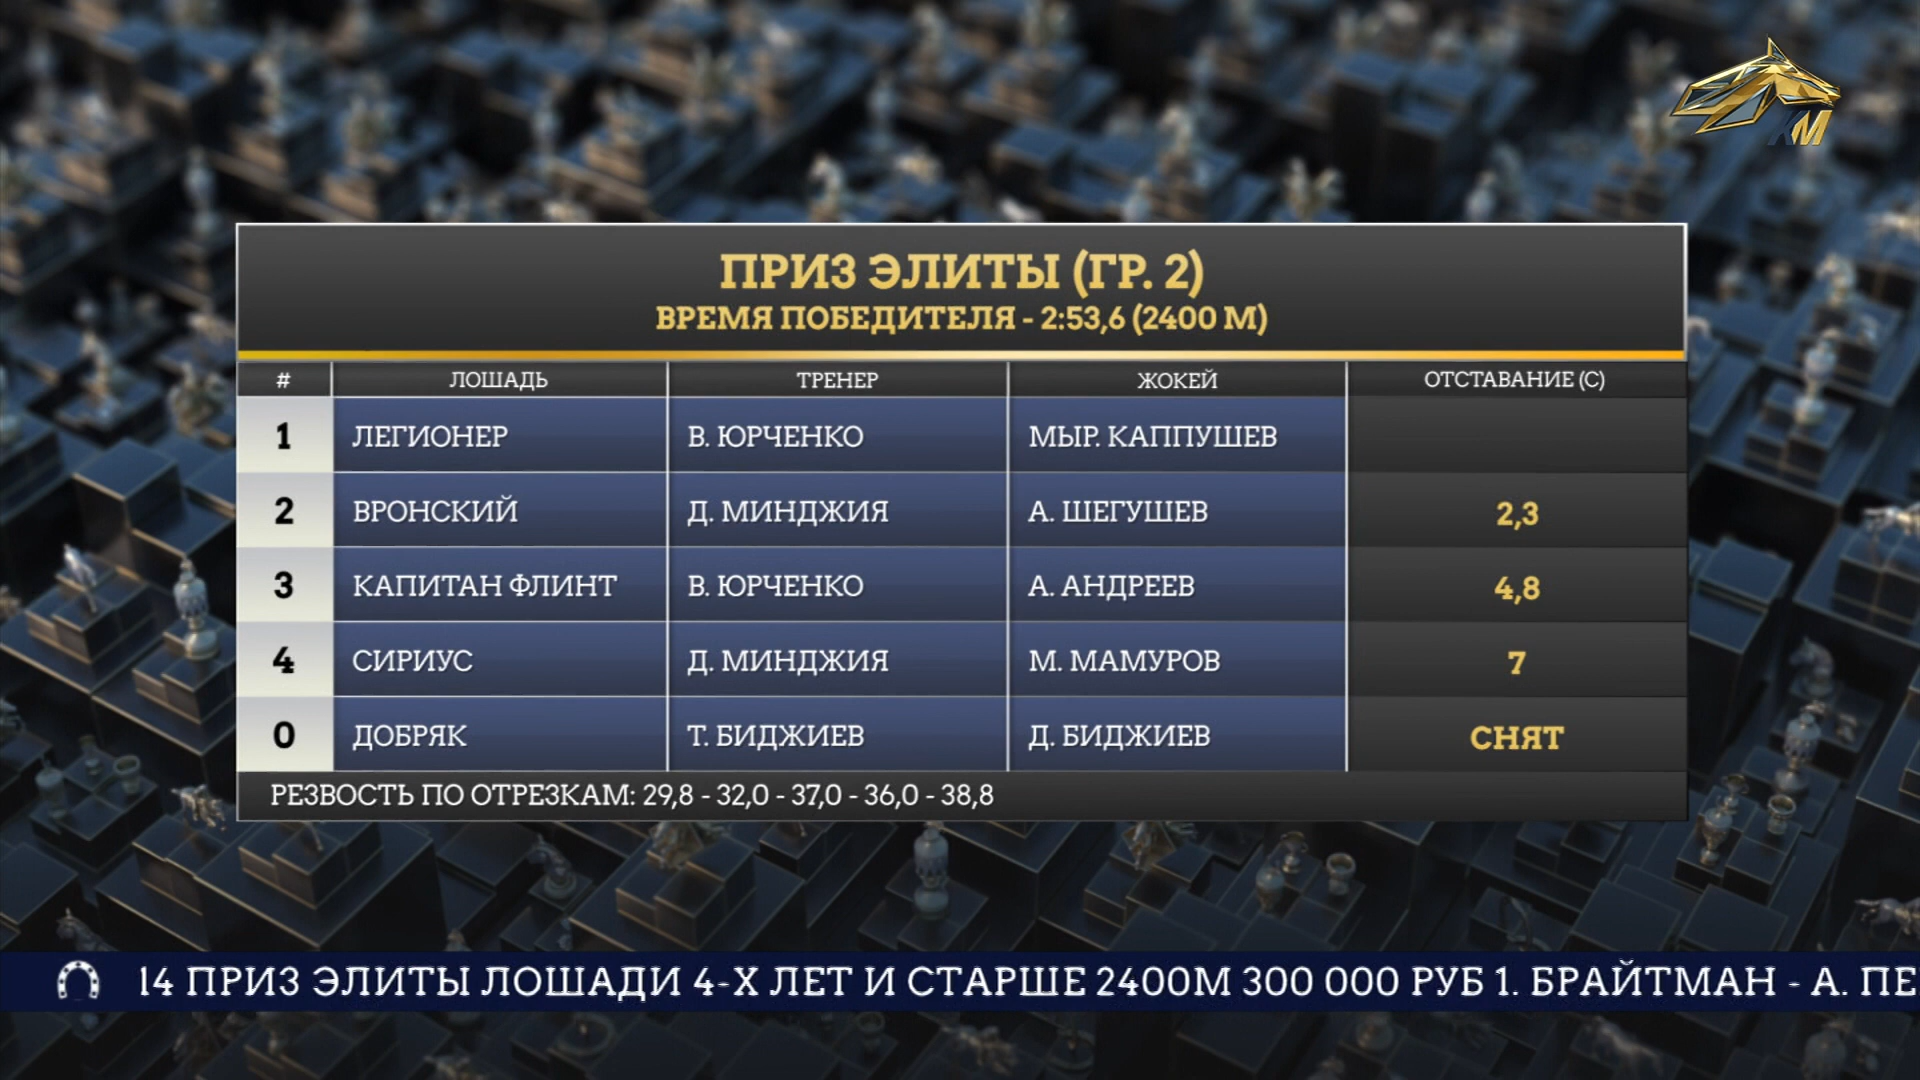 КМ
ПРИЗ ЭЛИТЫ (ГР. 2)
ВРЕМЯ ПОБЕДИТЕЛЯ - 2:53,6 (2400 М)
# ЛОШАДЬ ТРЕНЕР ЖОКЕЙ ОТСТАВАНИЕ (С)
1 ЛЕГИОНЕР В. ЮРЧЕНКО МЫР. КАППУШЕВ
2 ВРОНСКИЙ Д. МИНДЖИЯ А. ШЕГУШЕВ 2,3
3 КАПИТАН ФЛИНТ В. ЮРЧЕНКО А. АНДРЕЕВ 4,8
4 СИРИУС Д. МИНДЖИЯ М. МАМУРОВ 7
0 ДОБРЯК Т. БИДЖИЕВ Д. БИДЖИЕВ СНЯТ
РЕЗВОСТЬ ПО ОТРЕЗКАМ: 29,8 - 32,0 - 37,0 - 36,0 - 38,8
14 ПРИЗ ЭЛИТЫ ЛОШАДИ 4-Х ЛЕТ И СТАРШЕ 2400М 300 000 РУБ 1. БРАЙТМАН - А. ПЕ